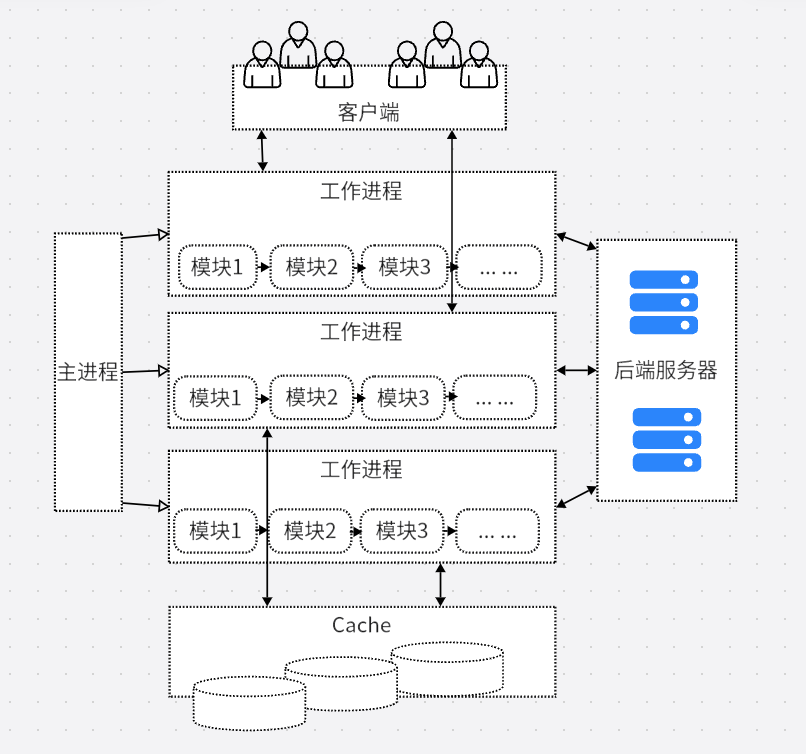 客户端
工作进程
模块1
模块2
模块3
... ...
主进程
工作进程
模块1
模块2
模块3
... ...
后端服务器
工作进程
模块1
模块2
模块3
... ...
Cache